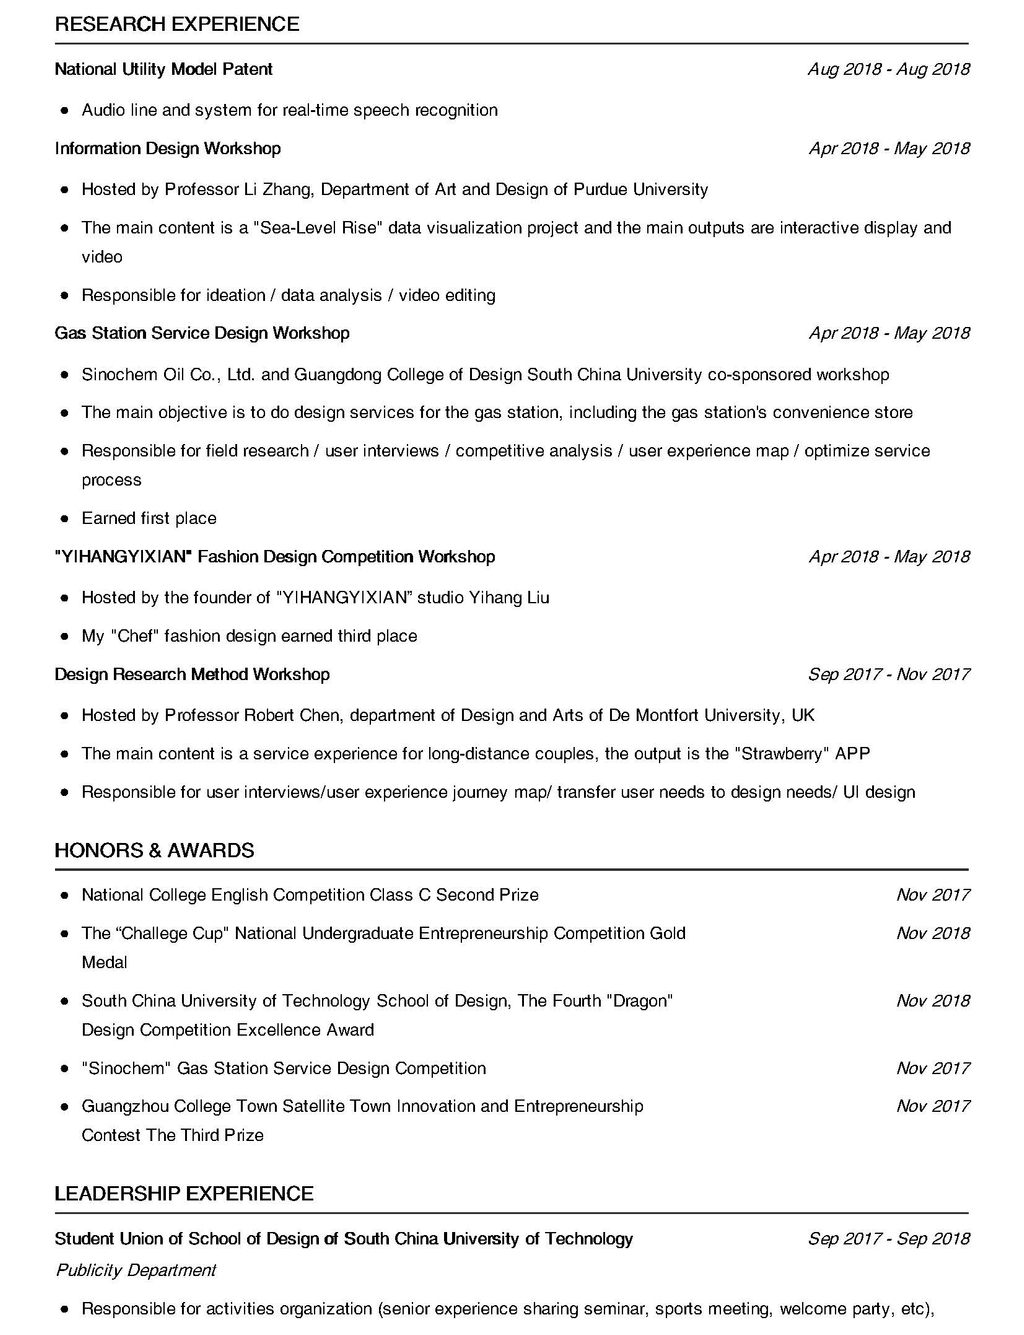 RESEARCH EXPERIENCE
National Utility Model Patent Aug 2018 - Aug 2018
● Audio line and system for real-time speech recognition
Information Design Workshop Apr 2018 - May 2018
● Hosted by Professor Li Zhang, Department of Art and Design of Purdue University
● The main content is a "Sea-Level Rise" data visualization project and the main outputs are interactive display and
video
● Responsible for ideation / data analysis / video editing
Gas Station Service Design Workshop Apr 2018 - May 2018
● Sinochem Oil Co., Ltd. and Guangdong College of Design South China University co-sponsored workshop
● The main objective is to do design services for the gas station, including the gas station's convenience store
● Responsible for field research / user interviews / competitive analysis / user experience map / optimize service
process
● Earned first place
"YIHANGYIXIAN" Fashion Design Competition Workshop Apr 2018 - May 2018
● Hosted by the founder of "YIHANGYIXIAN” studio Yihang Liu
● My "Chef" fashion design earned third place
Design Research Method Workshop Sep 2017 - Nov 2017
● Hosted by Professor Robert Chen, department of Design and Arts of De Montfort University, UK
● The main content is a service experience for long-distance couples, the output is the "Strawberry" APP
● Responsible for user interviews/user experience journey map/ transfer user needs to design needs/ UI design
HONORS & AWARDS
● National College English Competition Class C Second Prize Nov 2017
● The “Challege Cup" National Undergraduate Entrepreneurship Competition Gold Nov 2018
Medal
● South China University of Technology School of Design, The Fourth "Dragon" Nov 2018
Design Competition Excellence Award
● "Sinochem" Gas Station Service Design Competition Nov 2017
● Guangzhou College Town Satellite Town Innovation and Entrepreneurship Nov 2017
Contest The Third Prize
LEADERSHIP EXPERIENCE
Student Union of School of Design of South China University of Technology Sep 2017 - Sep 2018
Publicity Department
● Responsible for activities organization (senior experience sharing seminar, sports meeting, welcome party, etc),